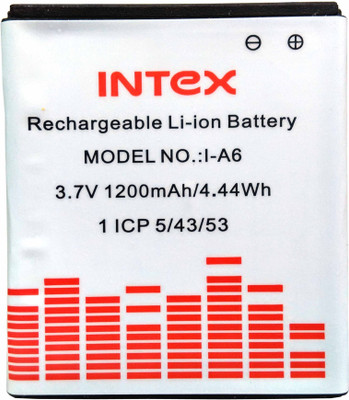 ⊖ ⊕
INTEX
Rechargeable Li-ion Battery
MODEL NO.:I-A6
3.7V 1200mAh/4.44Wh
1 ICP 5/43/53